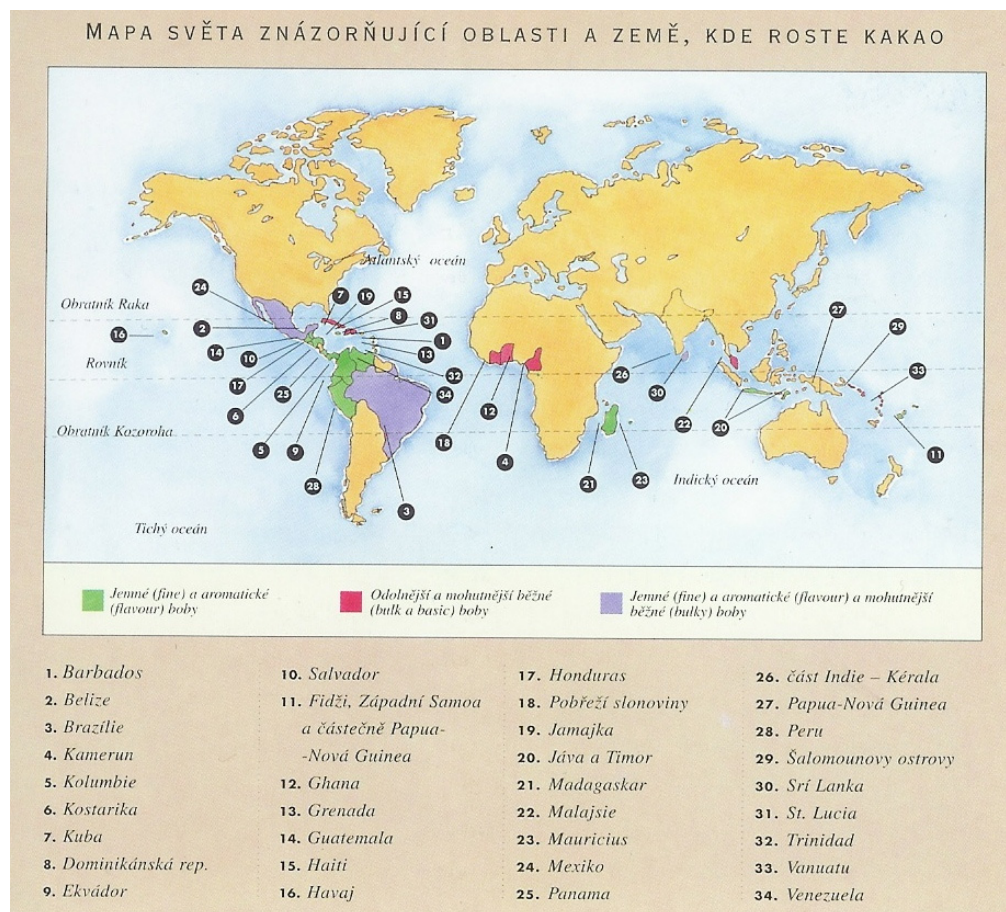 MAPA SVĚTA ZNÁZORŇUJÍCÍ OBLASTI A ZEMĚ, KDE ROSTE KAKAO
Atlantský oceán
Obratník Raka
Rovník
Obratník Kozoroha
Tichý oceán
Indický oceán
24
7
19
15
8
31
2
16
14
1
10
13
17
32
25
34
6
12
18
5
9
4
28
3
27
29
33
26
30
22
20
11
21
23
Jemné (fine) a aromatické
(flavour) boby
Odolnější a mohutnější běžné
(bulk a basic) boby
Jemné (fine) a aromatické (flavour) a mohutnější
běžné (bulky) boby
1. Barbados
2. Belize
3. Brazílie
4. Kamerun
5. Kolumbie
6. Kostarika
7. Kuba
8. Dominikánská rep.
9. Ekvádor
10. Salvador
11. Fidži, Západní Samoa
a částečně Papua-
-Nová Guinea
12. Ghana
13. Grenada
14. Guatemala
15. Haiti
16. Havaj
17. Honduras
18. Pobřeží slonoviny
19. Jamajka
20. Jáva a Timor
21. Madagaskar
22. Malajsie
23. Mauricius
24. Mexiko
25. Panama
26. část Indie – Kérala
27. Papua-Nová Guinea
28. Peru
29. Šalomounovy ostrovy
30. Srí Lanka
31. St. Lucia
32. Trinidad
33. Vanuatu
34. Venezuela